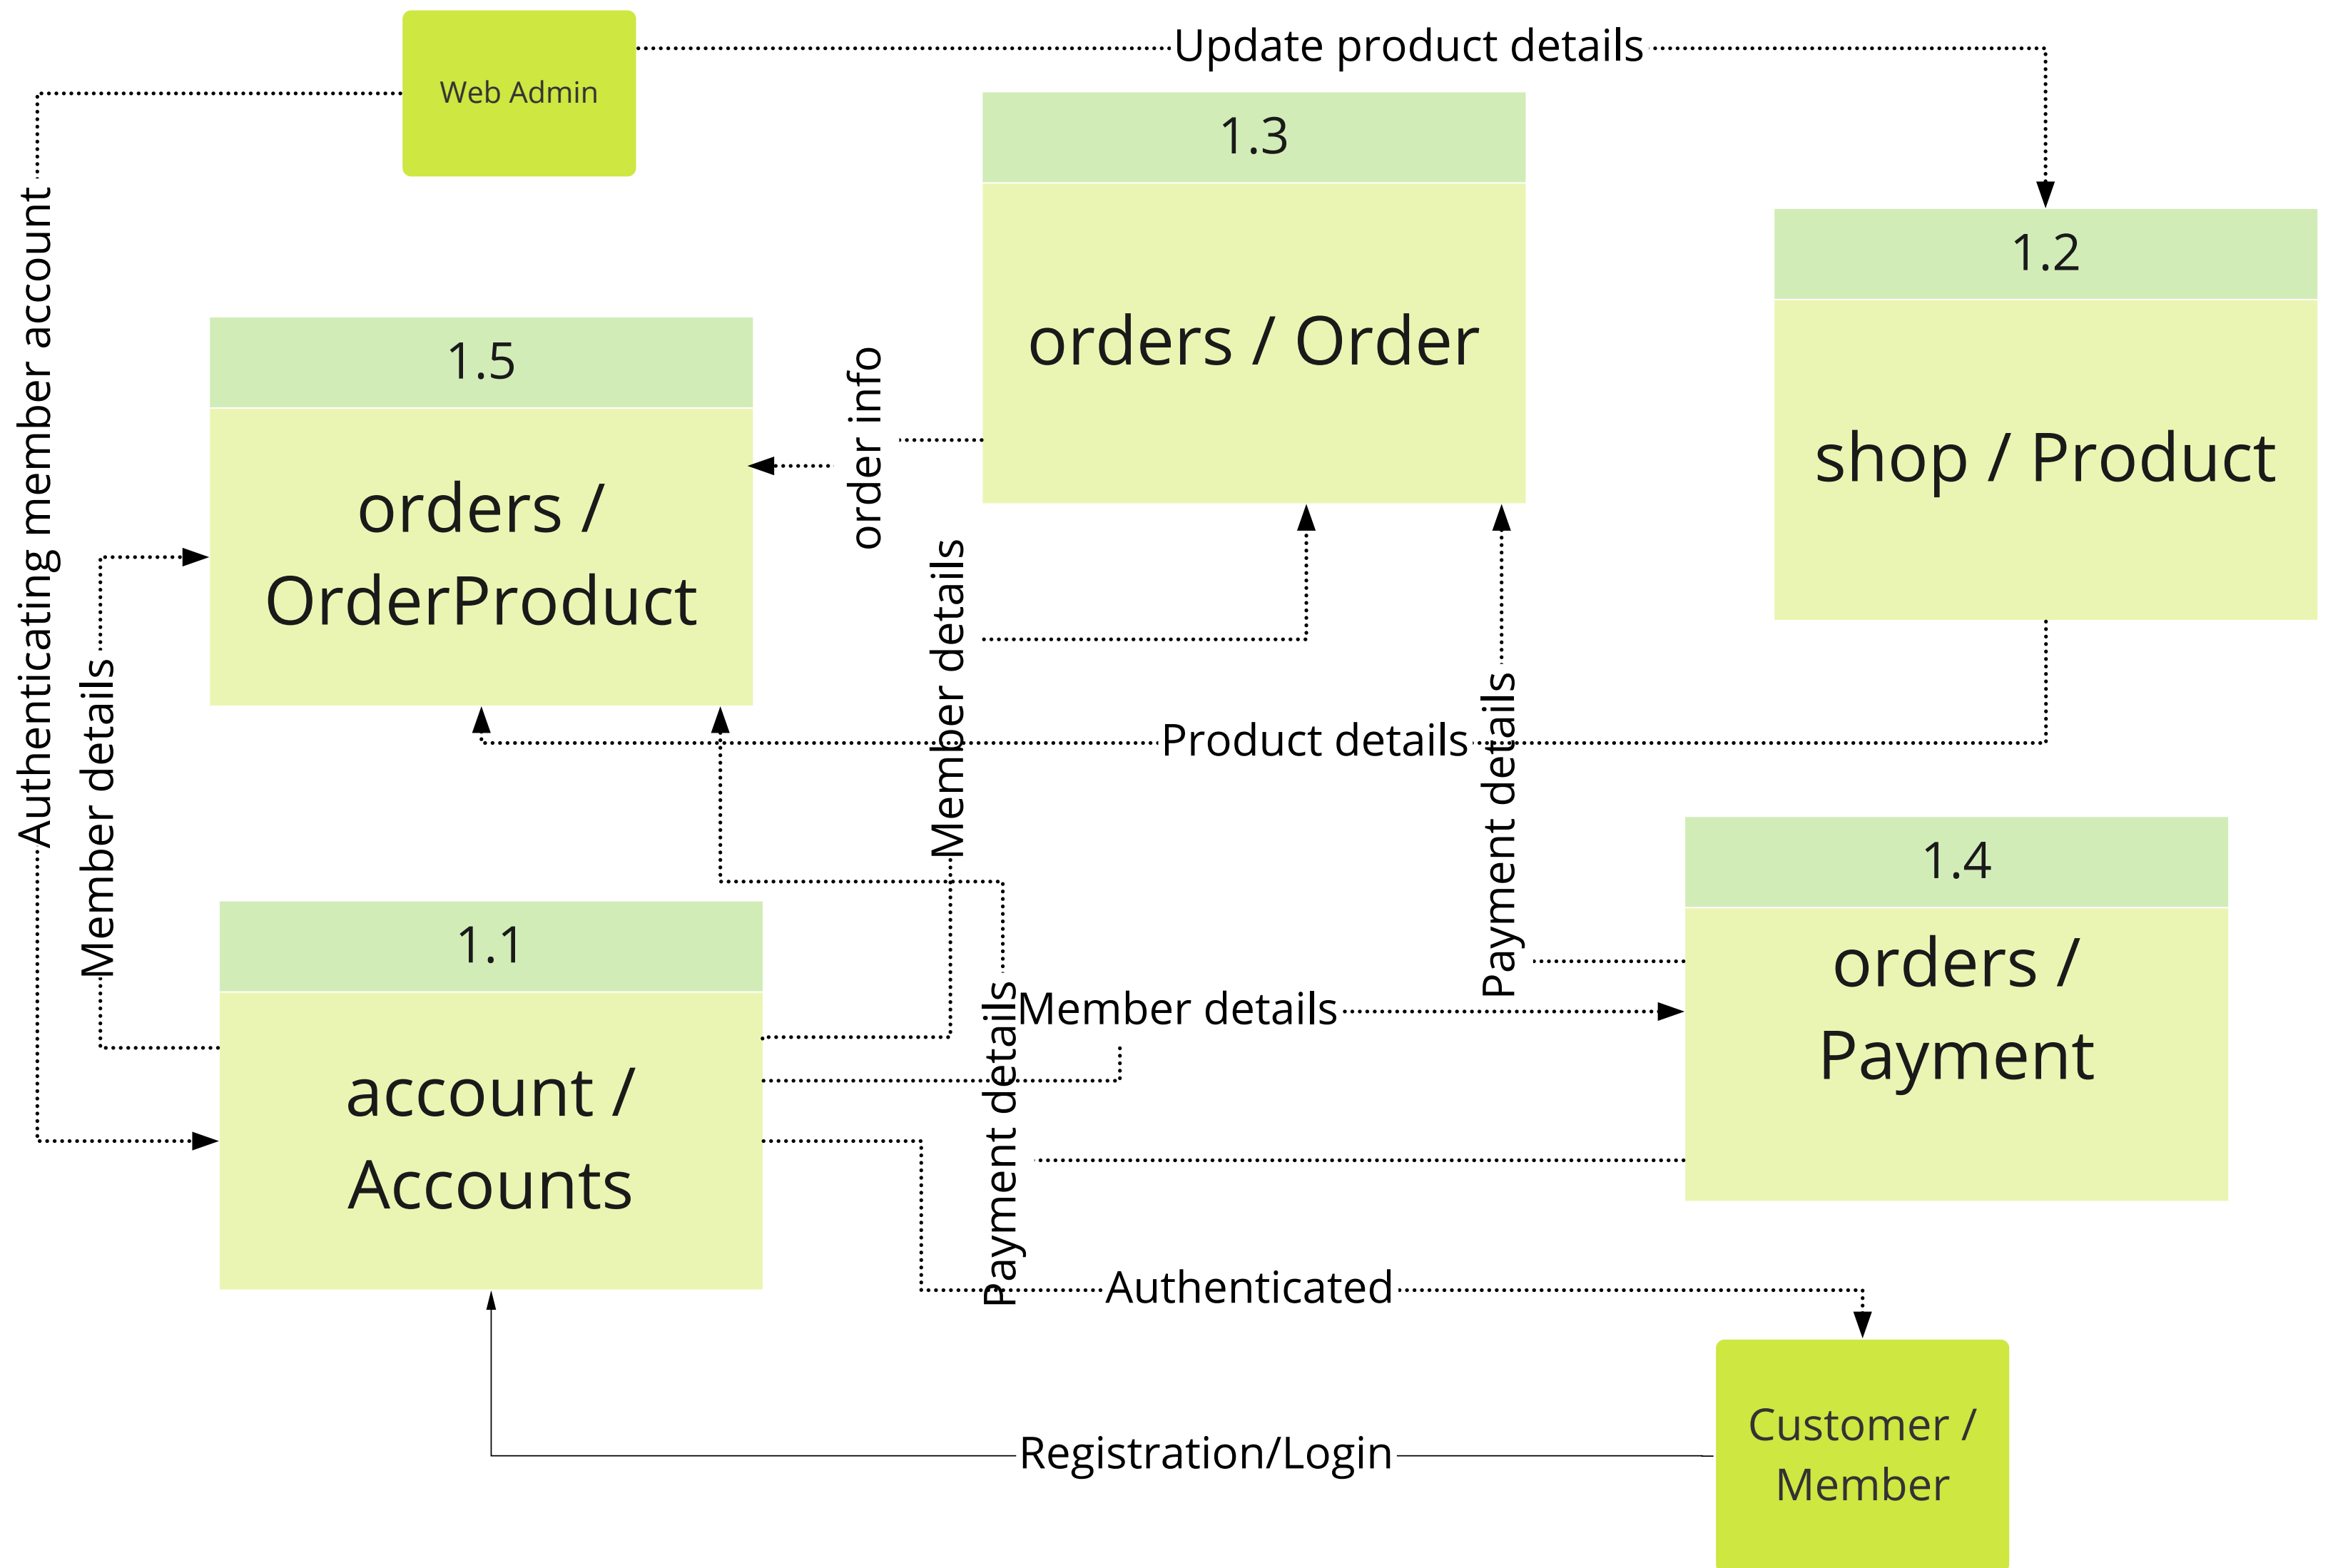 Update product details
Web Admin
1.3
orders / Order
1.2
shop / Product
Authenticating member account
1.5
orders /
OrderProduct
order info
Member details
Member details
Product details
Payment details
1.4
orders /
Payment
1.1
account /
Accounts
Member details
Payment details
Authenticated
Customer /
Member
Registration/Login